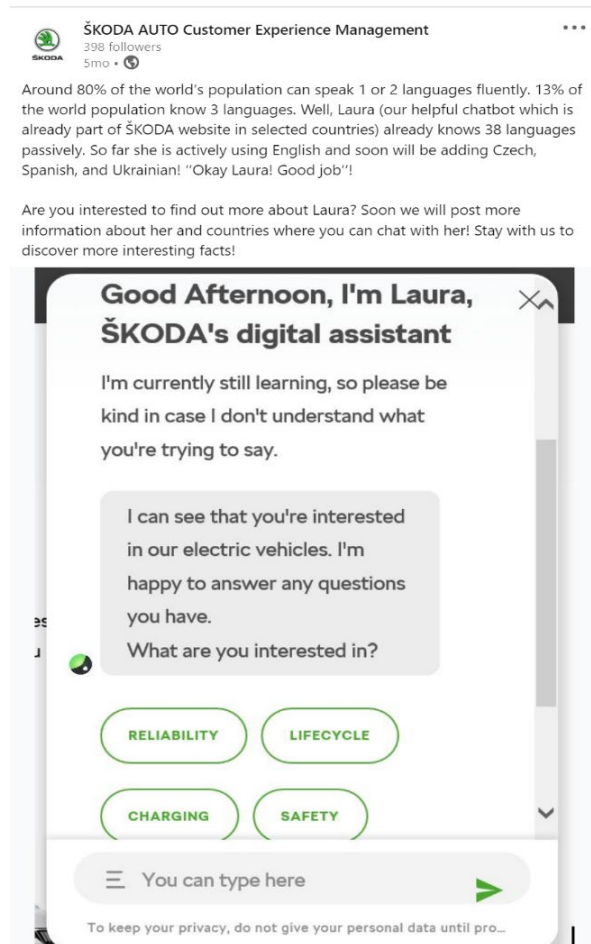 ŠKODA AUTO Customer Experience Management
398 followers
5mo •
ŠKODA
Around 80% of the world's population can speak 1 or 2 languages fluently. 13% of
the world population know 3 languages. Well, Laura (our helpful chatbot which is
already part of ŠKODA website in selected countries) already knows 38 languages
passively. So far she is actively using English and soon will be adding Czech,
Spanish, and Ukrainian! “Okay Laura! Good job”!
Are you interested to find out more about Laura? Soon we will post more
information about her and countries where you can chat with her! Stay with us to
discover more interesting facts!
Good Afternoon, I'm Laura,
ŠKODA's digital assistant
I'm currently still learning, so please be
kind in case I don't understand what
you're trying to say.
I can see that you're interested
in our electric vehicles. I'm
happy to answer any questions
you have.
What are you interested in?
RELIABILITY
LIFECYCLE
CHARGING
SAFETY
You can type here
To keep your privacy, do not give your personal data until pro...